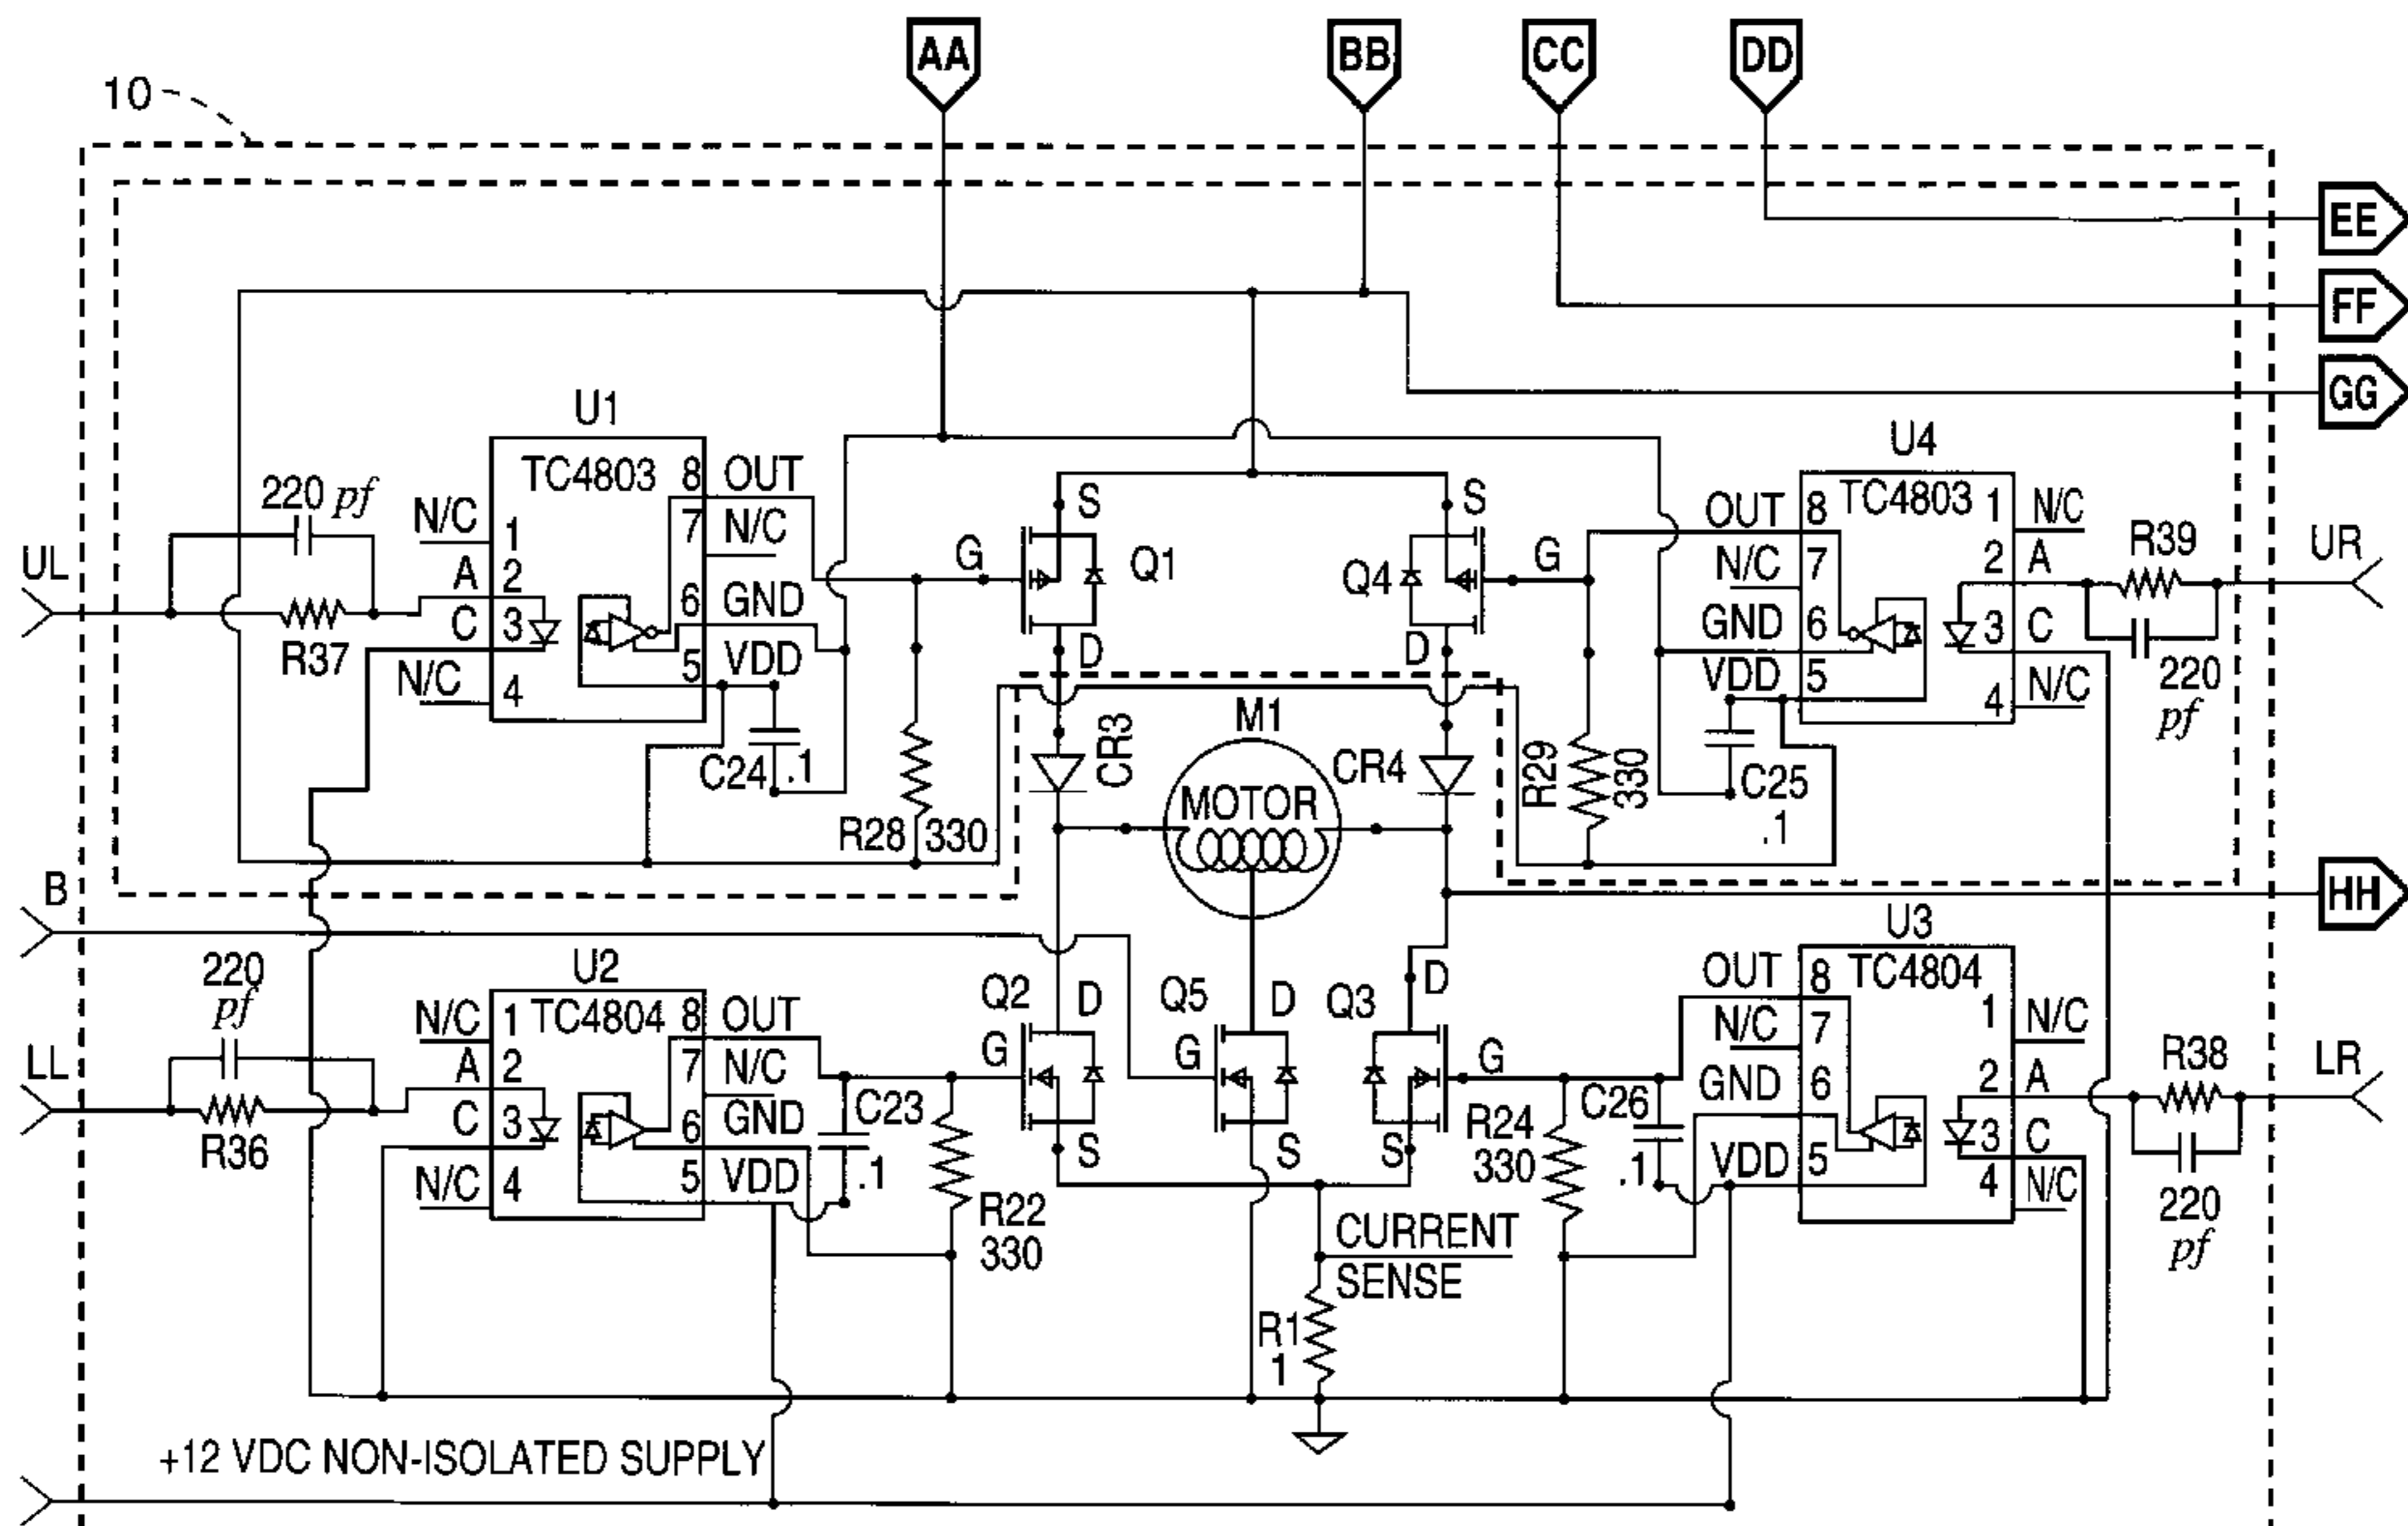 AA
BB
CC
DD
10
EE
FF
GG
U1
TC4803
220 pf
N/C
1
A
2
C
3
N/C
4
8
OUT
7
N/C
6
GND
5
VDD
UL
R37
C24
.1
R28
330
G
S
Q1
D
S
Q4
G
D
CR3
M1
MOTOR
CR4
R29
330
U4
TC4803
OUT
8
N/C
7
GND
6
VDD
5
1
N/C
2
A
3
C
4
N/C
R39
220
pf
UR
C25
.1
B
HH
220
pf
LL
R36
U2
TC4804
N/C
1
A
2
C
3
N/C
4
8
OUT
7
N/C
6
GND
5
VDD
C23
.1
R22
330
Q2
D
G
S
Q5
D
G
S
Q3
D
G
S
CURRENT
SENSE
R1
1
R24
330
C26
.1
U3
TC4804
OUT
8
N/C
7
GND
6
VDD
5
1
N/C
2
A
3
C
4
N/C
R38
220
pf
LR
+12 VDC NON-ISOLATED SUPPLY